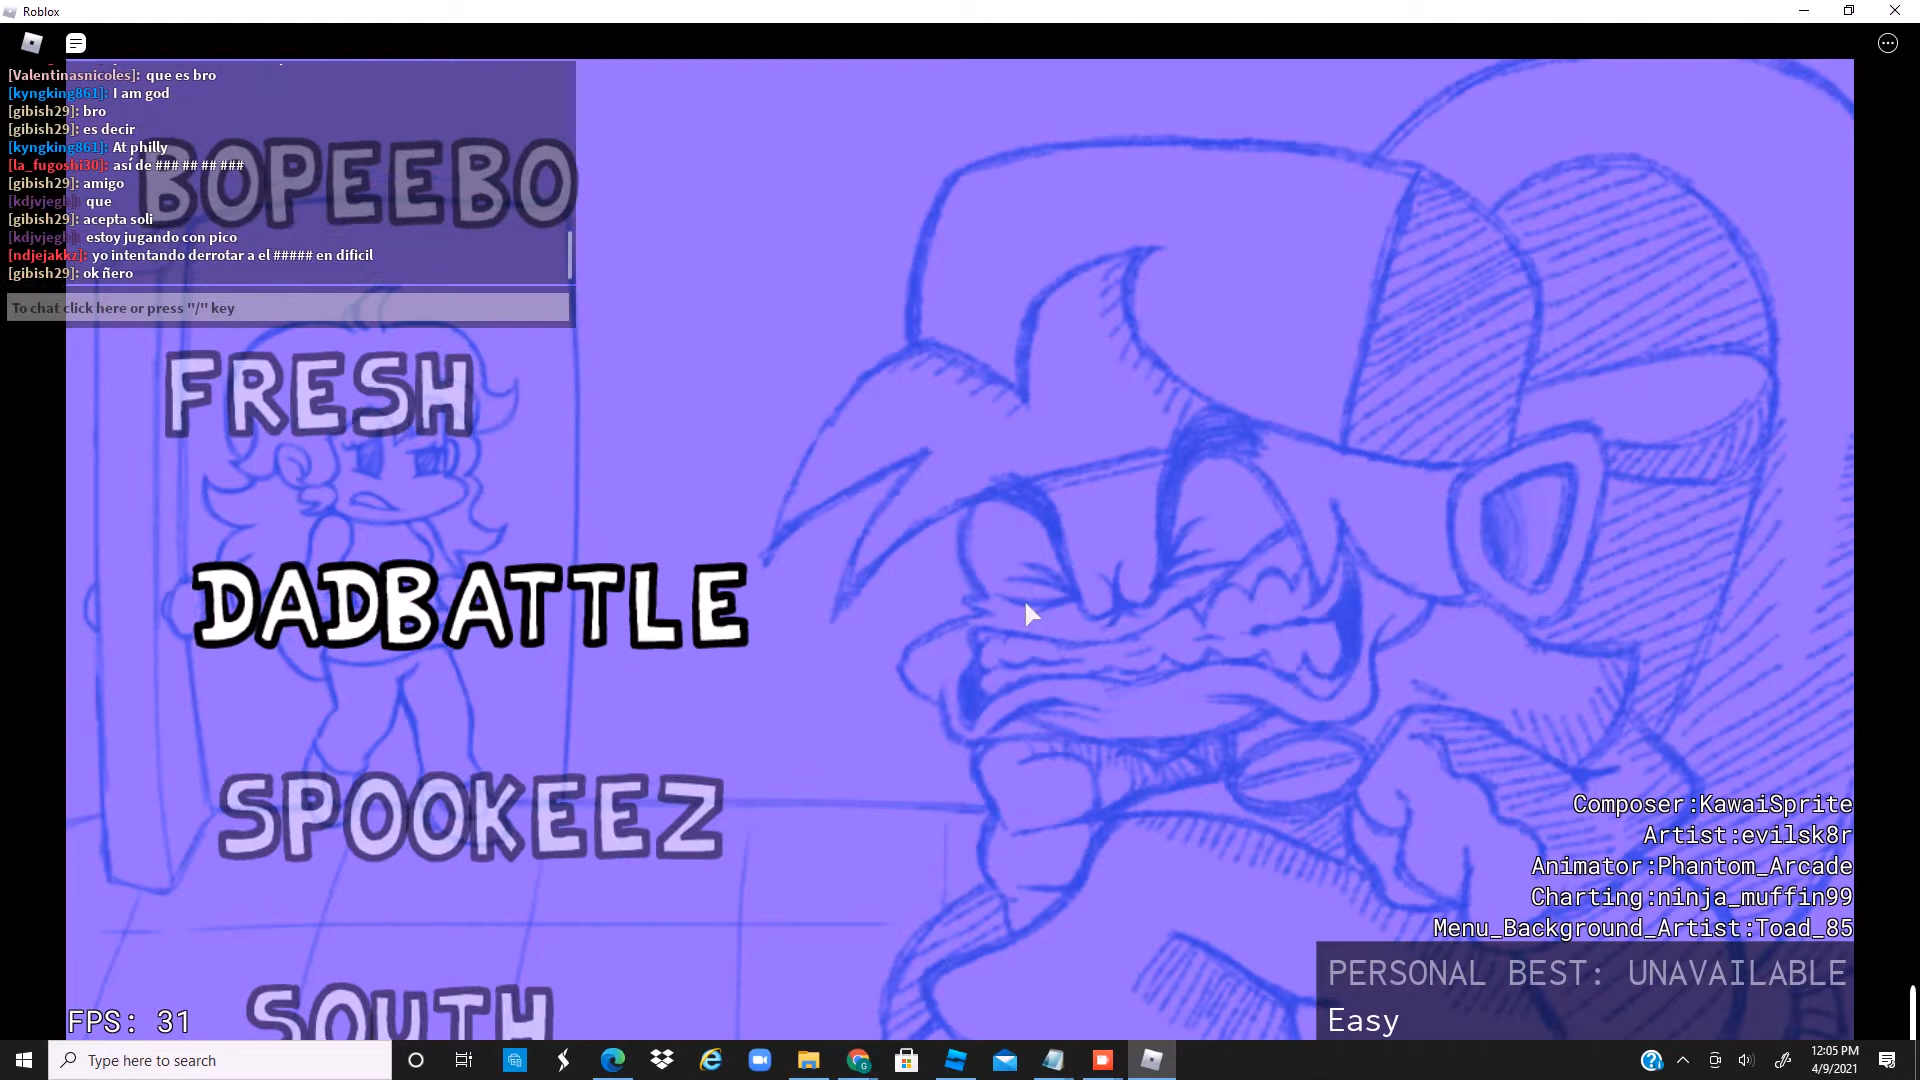 Roblox
[Valentinasnicoles]: que es bro
[kyngking861]: I am god
[gibish29]: bro
[gibish29]: es decir
[kyngking861]: At philly
[la_fugoshi30]: así de ### ## ## ###
[gibish29]: amigo
[kdjvjegh]: que
[gibish29]: acepta soli
[kdjvjegh]: estoy jugando con pico
[ndjejakkz]: yo intentando derrotar a el ##### en dificil
[gibish29]: ok ñero
To chat click here or press "/" key
BOPEEBO
FRESH
DADBATTLE
SPOOKEEZ
SOUTH
Composer:KawaiSprite
Artist:evilsk8r
Animator:Phantom_Arcade
Charting:ninja_muffin99
Menu_Background_Artist:Toad_85
PERSONAL BEST: UNAVAILABLE
Easy
FPS: 31
Type here to search
12:05 PM
4/9/2021